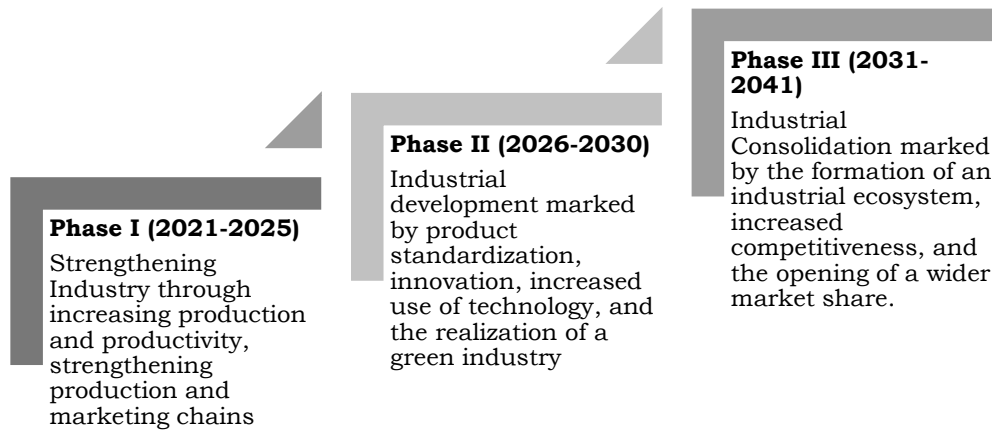 Phase I (2021-2025)
Strengthening
Industry through
increasing production
and productivity,
strengthening
production and
marketing chains
Phase II (2026-2030)
Industrial
development marked
by product
standardization,
innovation, increased
use of technology, and
the realization of a
green industry
Phase III (2031-
2041)
Industrial
Consolidation marked
by the formation of an
industrial ecosystem,
increased
competitiveness, and
the opening of a wider
market share.